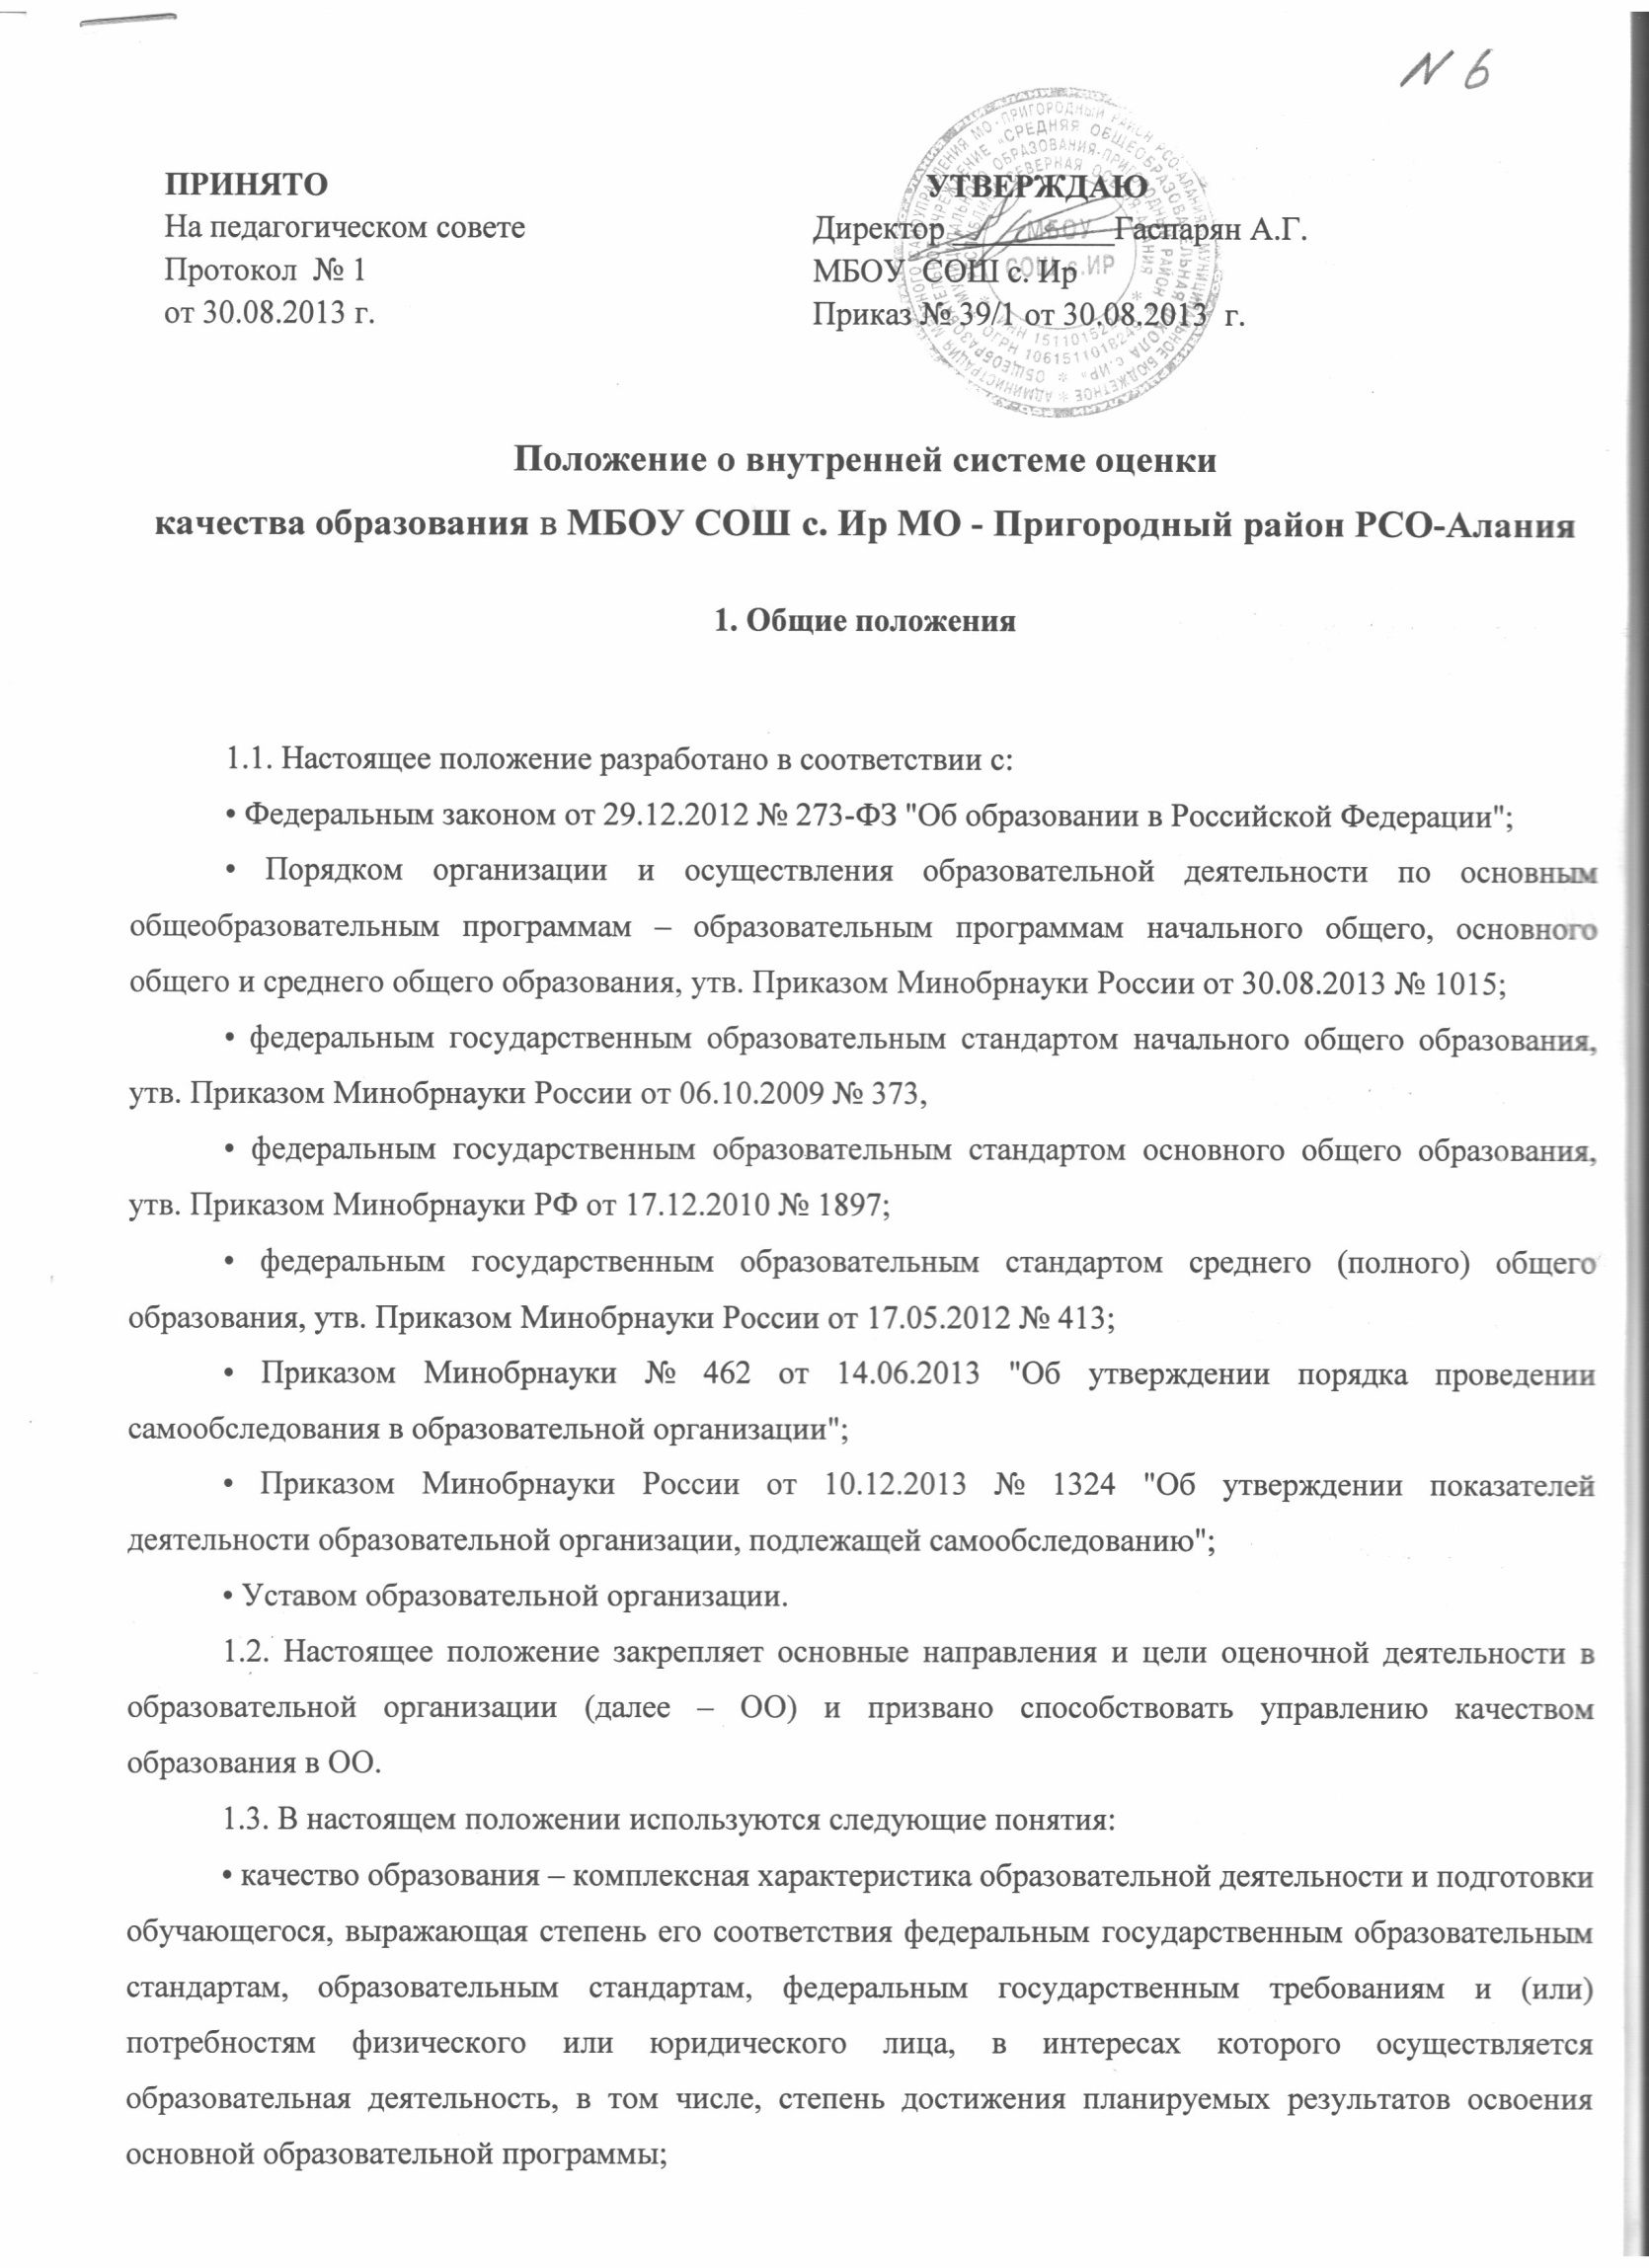 N 6
ПРИНЯТО
На педагогическом совете
Протокол № 1
от 30.08.2013 г.
УТВЕРЖДАЮ
Директор __________Гаспарян А.Г.
МБОУ СОШ с. Ир
Приказ № 39/1 от 30.08.2013 г.
МБОУ
СОШ с.ИР
Положение о внутренней системе оценки
качества образования в МБОУ СОШ с. Ир МО - Пригородный район РСО-Алания
1. Общие положения
1.1. Настоящее положение разработано в соответствии с:
• Федеральным законом от 29.12.2012 № 273-ФЗ "Об образовании в Российской Федерации";
• Порядком организации и осуществления образовательной деятельности по основным
общеобразовательным программам – образовательным программам начального общего, основного
общего и среднего общего образования, утв. Приказом Минобрнауки России от 30.08.2013 № 1015;
• федеральным государственным образовательным стандартом начального общего образования,
утв. Приказом Минобрнауки России от 06.10.2009 № 373,
• федеральным государственным образовательным стандартом основного общего образования,
утв. Приказом Минобрнауки РФ от 17.12.2010 № 1897;
• федеральным государственным образовательным стандартом среднего (полного) общего
образования, утв. Приказом Минобрнауки России от 17.05.2012 № 413;
• Приказом Минобрнауки № 462 от 14.06.2013 "Об утверждении порядка проведении
самообследования в образовательной организации";
• Приказом Минобрнауки России от 10.12.2013 № 1324 "Об утверждении показателей
деятельности образовательной организации, подлежащей самообследованию";
• Уставом образовательной организации.
1.2. Настоящее положение закрепляет основные направления и цели оценочной деятельности в
образовательной организации (далее – ОО) и призвано способствовать управлению качеством
образования в ОО.
1.3. В настоящем положении используются следующие понятия:
• качество образования – комплексная характеристика образовательной деятельности и подготовки
обучающегося, выражающая степень его соответствия федеральным государственным образовательным
стандартам, образовательным стандартам, федеральным государственным требованиям и (или)
потребностям физического или юридического лица, в интересах которого осуществляется
образовательная деятельность, в том числе, степень достижения планируемых результатов освоения
основной образовательной программы;